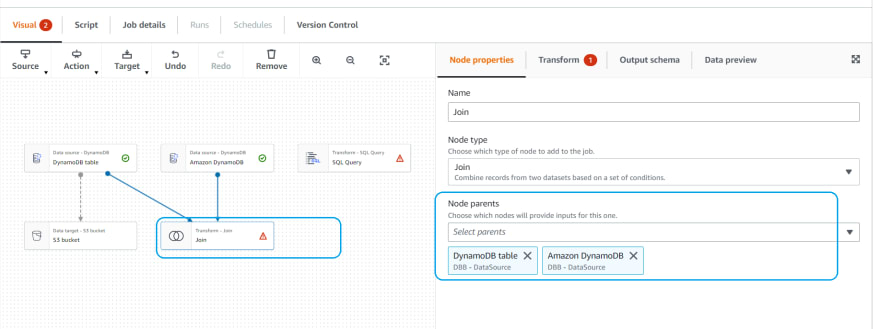 Visual 2 Script Job details Runs Schedules Version Control
Source Action Target Undo Redo Remove
Node properties Transform 1 Output schema Data preview
Data source - DynamoDB
DynamoDB table
Data source - DynamoDB
Amazon DynamoDB
Transform - SQL Query
SQL Query
Data target - S3 bucket
S3 bucket
Transform - Join
Join
Name
Join
Node type
Choose which type of node to add to the job.
Join
Combine records from two datasets based on a set of conditions.
Node parents
Choose which nodes will provide inputs for this one.
Select parents
DynamoDB table
DBB - DataSource
Amazon DynamoDB
DBB - DataSource